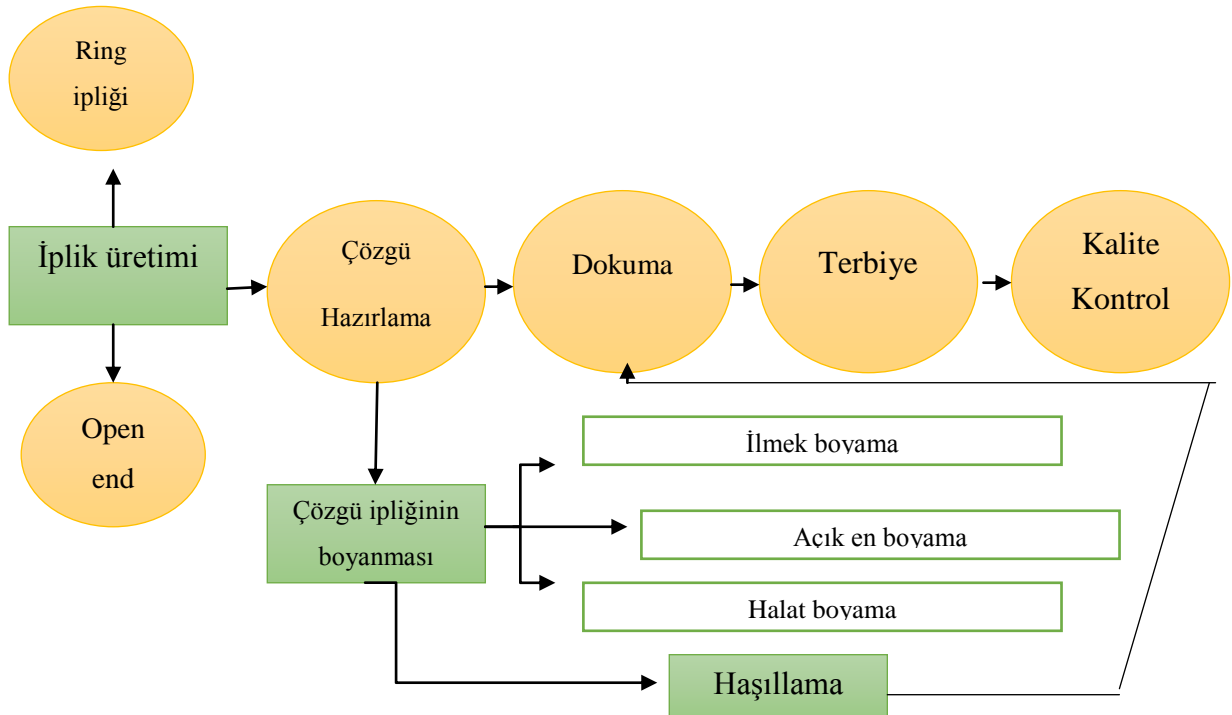 Ring
ipliği
İplik üretimi
Çözgü
Hazırlama
Dokuma
Terbiye
Kalite
Kontrol
Open
end
Çözgü ipliğinin
boyanması
İlmek boyama
Açık en boyama
Halat boyama
Haşıllama